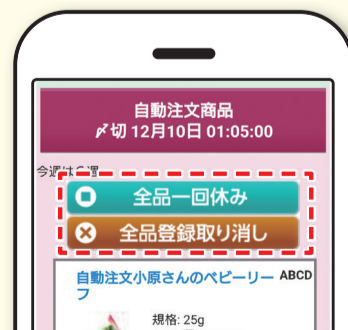 自動注文商品
〆切 12月10日 01:05:00
全品一回休み
全品登録取り消し
自動注文小原さんのベビーリー ABCD
フ
規格: 25g